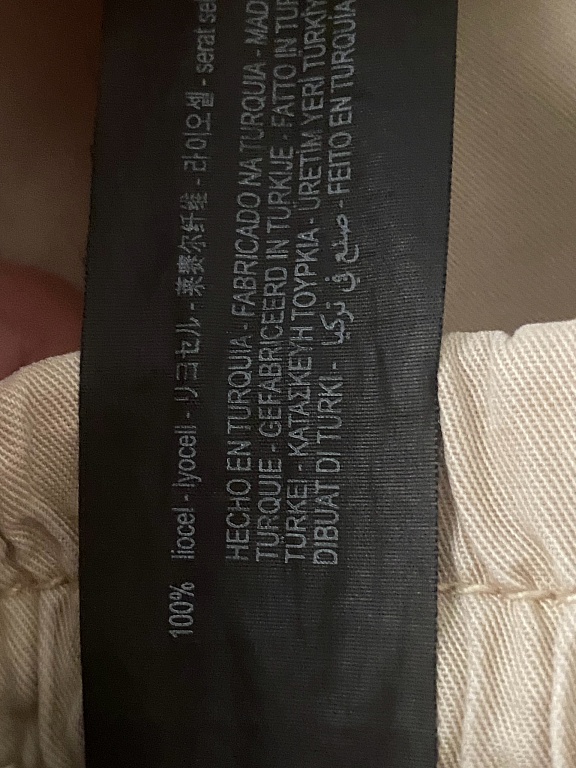 100% liocel - lyocell - リヨセル - 莱赛尔纤维 - 라이오셀 - serat
HECHO EN TURQUIA - FABRICADO NA TURQUIA - MAD
TURQUIE - GEFABRICEERD IN TURKIJE - FATTO IN TUR
TÜRKEI - ΚΑΤΑΣΚΕΥΗ ΤΟΥΡΚΙΑ - ÜRETİM YERİ TÜRKİY
DIBUAT DI TURKI - صنع في تركيا - FEITO EN TURQUÍA